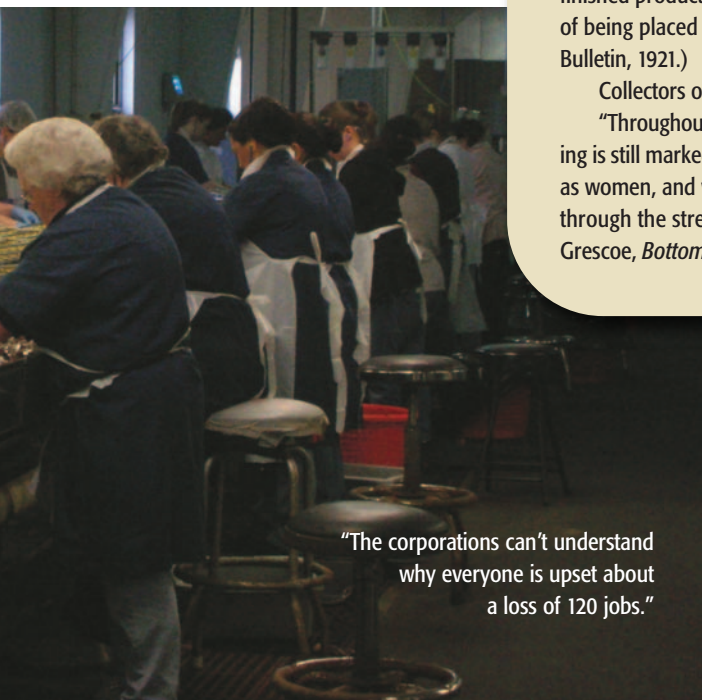 finished produc
of being placed
Bulletin, 1921.)
Collectors o
“Throughou
ing is still marke
as women, and
through the stre
Grescoe, Bottom
“The corporations can’t understand
why everyone is upset about
a loss of 120 jobs.”